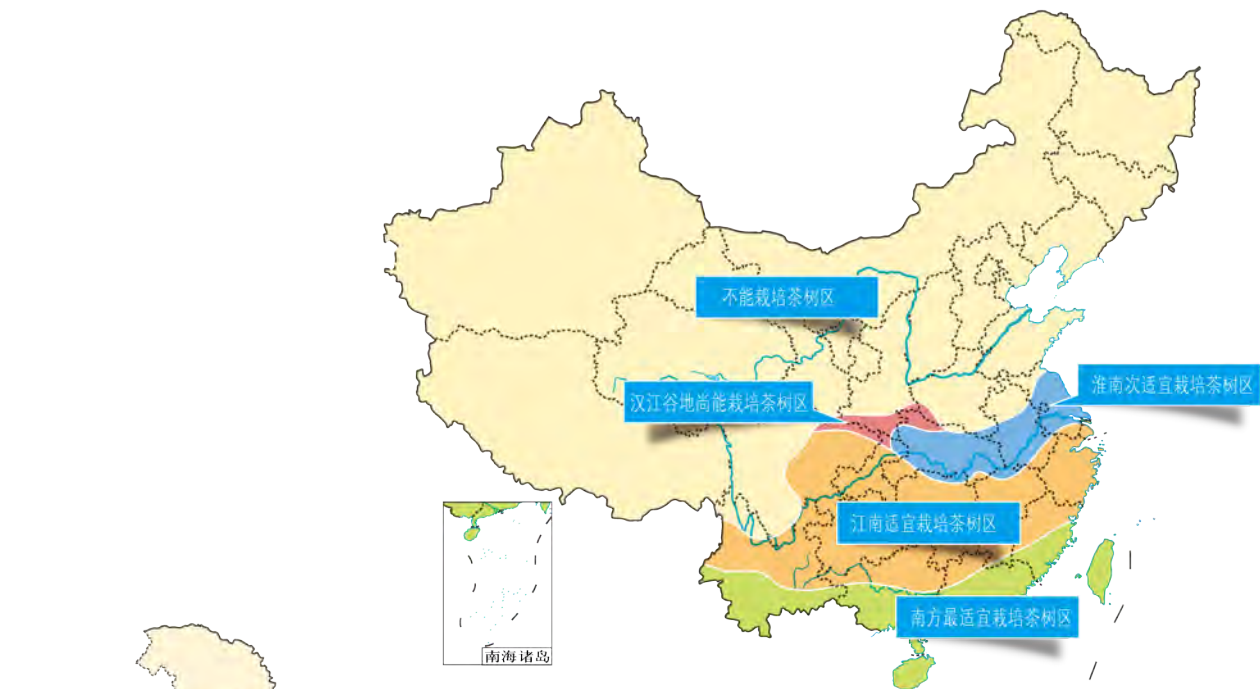 不能栽培茶树区
淮南次适宜栽培茶树区
汉江谷地尚能栽培茶树区
江南适宜栽培茶树区
南方最适宜栽培茶树区
南海诸岛